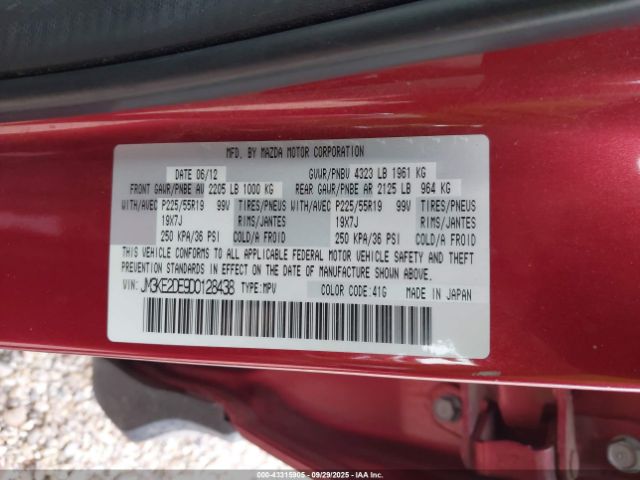 MFD. BY MAZDA MOTOR CORPORATION
DATE 06/12 GVWR/PNBV 4323 LB 1961 KG
FRONT GAWR/PNBE AV 2205 LB 1000 KG REAR GAWR/PNBE AR 2125 LB 964 KG
WITH/AVEC P225/55R19 99V TIRES/PNEUS WITH/AVEC P225/55R19 99V TIRES/PNEUS
19X7J RIMS/JANTES 19X7J RIMS/JANTES
250 KPA/36 PSI COLD/A FROID 250 KPA/36 PSI COLD/A FROID
THIS VEHICLE CONFORMS TO ALL APPLICABLE FEDERAL MOTOR VEHICLE SAFETY AND THEFT
PREVENTION STANDARDS IN EFFECT ON THE DATE OF MANUFACTURE SHOWN ABOVE.
VIN: JM3KE2DE9D0128438 TYPE:MPV COLOR CODE:41G MADE IN JAPAN
© 43315905 - 09/29/2025 - IAA Inc.